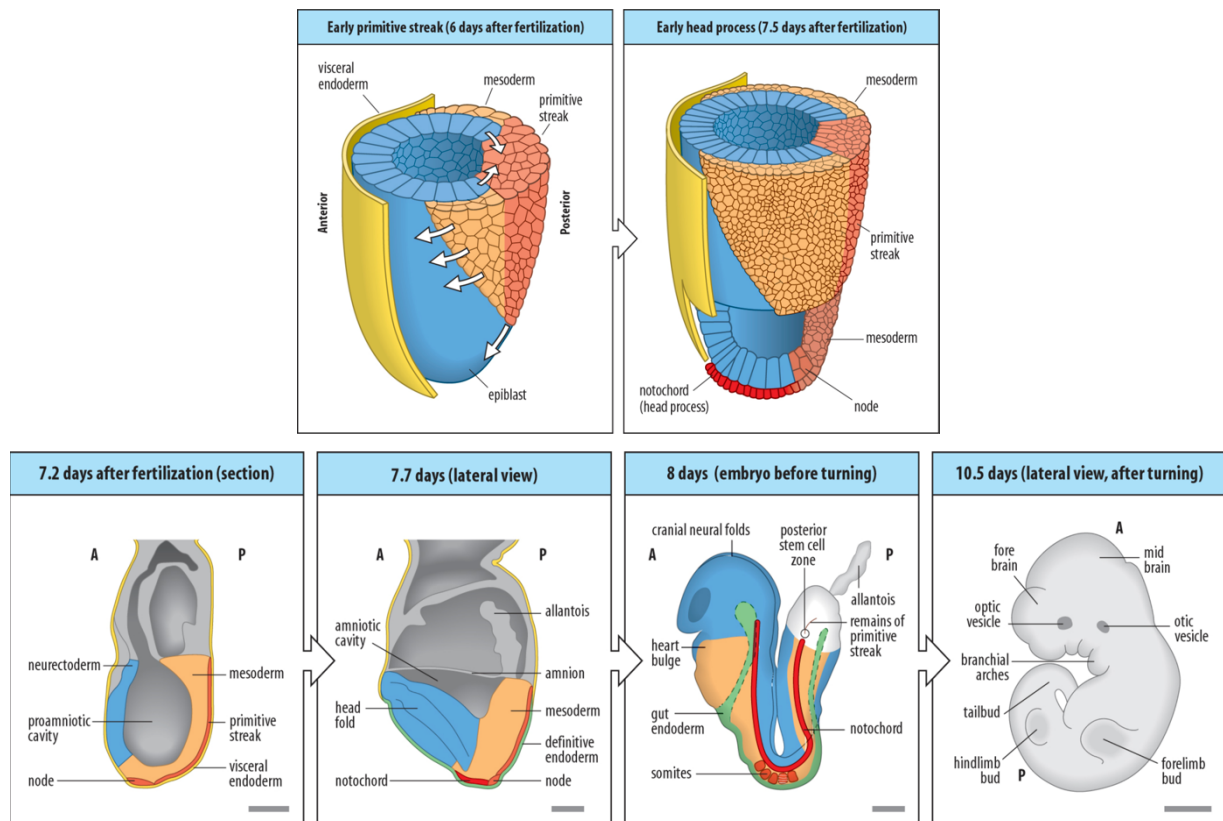 Early primitive streak (6 days after fertilization)
visceral
endoderm
mesoderm
primitive
streak
Anterior
Posterior
epiblast
Early head process (7.5 days after fertilization)
mesoderm
primitive
streak
mesoderm
notochord
(head process)
node
7.2 days after fertilization (section)
A
P
neurectoderm
mesoderm
proamniotic
cavity
primitive
streak
node
visceral
endoderm
7.7 days (lateral view)
A
P
allantois
amniotic
cavity
amnion
head
fold
mesoderm
definitive
endoderm
notochord
node
8 days (embryo before turning)
cranial neural folds
posterior
stem cell
zone
A
P
allantois
remains of
primitive
streak
heart
bulge
gut
endoderm
notochord
somites
10.5 days (lateral view, after turning)
A
fore
brain
mid
brain
optic
vesicle
otic
vesicle
branchial
arches
tailbud
hindlimb
bud
P
forelimb
bud